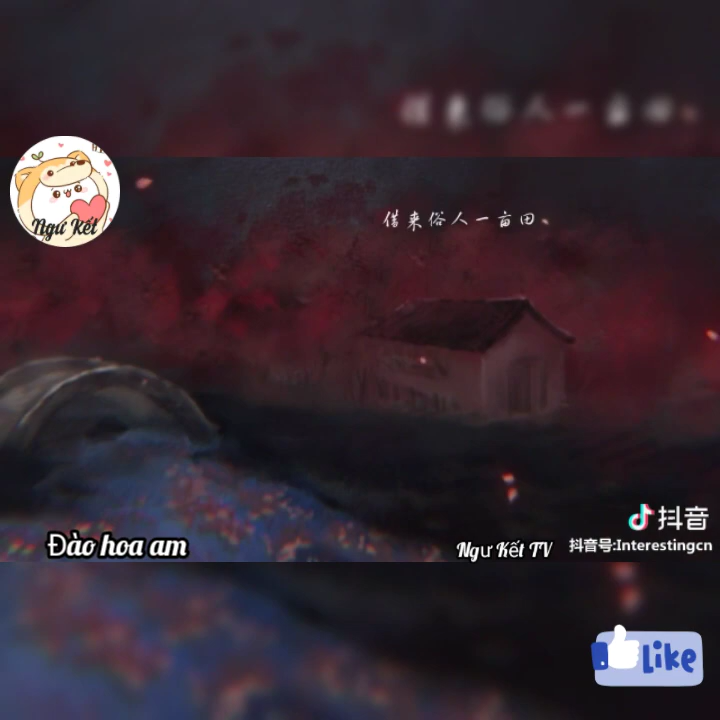 借来俗人一亩田
Ngư Kết
抖音
抖音号:Interestingcn
Đào hoa am
Ngư Kết TV
Like